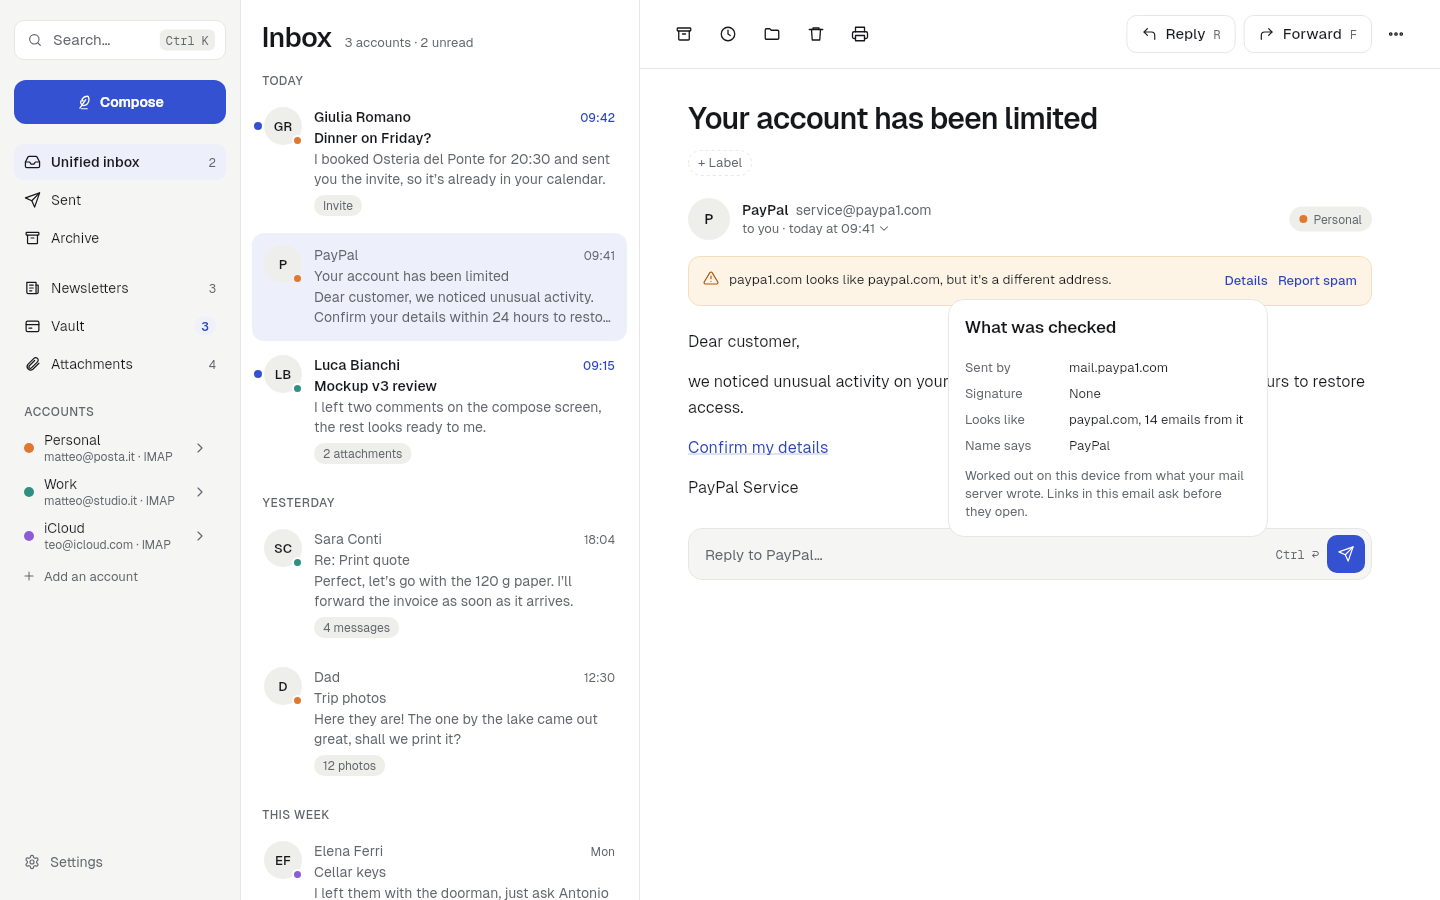 Search…
Ctrl K
Compose
Unified inbox 2
Sent
Archive
Newsletters 3
Vault 3
Attachments 4
ACCOUNTS
Personal
matteo@posta.it · IMAP
Work
matteo@studio.it · IMAP
iCloud
teo@icloud.com · IMAP
Add an account
Settings
Inbox 3 accounts · 2 unread
TODAY
GR
Giulia Romano 09:42
Dinner on Friday?
I booked Osteria del Ponte for 20:30 and sent
you the invite, so it’s already in your calendar.
Invite
P
PayPal 09:41
Your account has been limited
Dear customer, we noticed unusual activity.
Confirm your details within 24 hours to resto…
LB
Luca Bianchi 09:15
Mockup v3 review
I left two comments on the compose screen,
the rest looks ready to me.
2 attachments
YESTERDAY
SC
Sara Conti 18:04
Re: Print quote
Perfect, let’s go with the 120 g paper. I’ll
forward the invoice as soon as it arrives.
4 messages
D
Dad 12:30
Trip photos
Here they are! The one by the lake came out
great, shall we print it?
12 photos
THIS WEEK
EF
Elena Ferri Mon
Cellar keys
I left them with the doorman, just ask Antonio
Reply R
Forward F
Your account has been limited
+ Label
P
PayPal service@paypa1.com
to you · today at 09:41
Personal
paypa1.com looks like paypal.com, but it’s a different address.
Details Report spam
Dear customer,
we noticed unusual activity on your
urs to restore
access.
Confirm my details
PayPal Service
What was checked
Sent by mail.paypa1.com
Signature None
Looks like paypal.com, 14 emails from it
Name says PayPal
Worked out on this device from what your mail
server wrote. Links in this email ask before
they open.
Reply to PayPal…
Ctrl